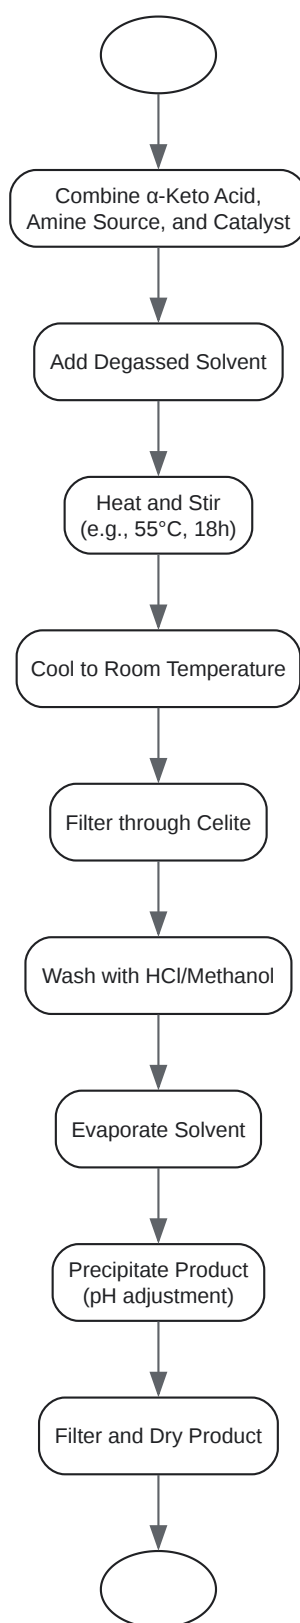 Combine α-Keto Acid,
Amine Source, and Catalyst
Add Degassed Solvent
Heat and Stir
(e.g., 55°C, 18h)
Cool to Room Temperature
Filter through Celite
Wash with HCl/Methanol
Evaporate Solvent
Precipitate Product
(pH adjustment)
Filter and Dry Product